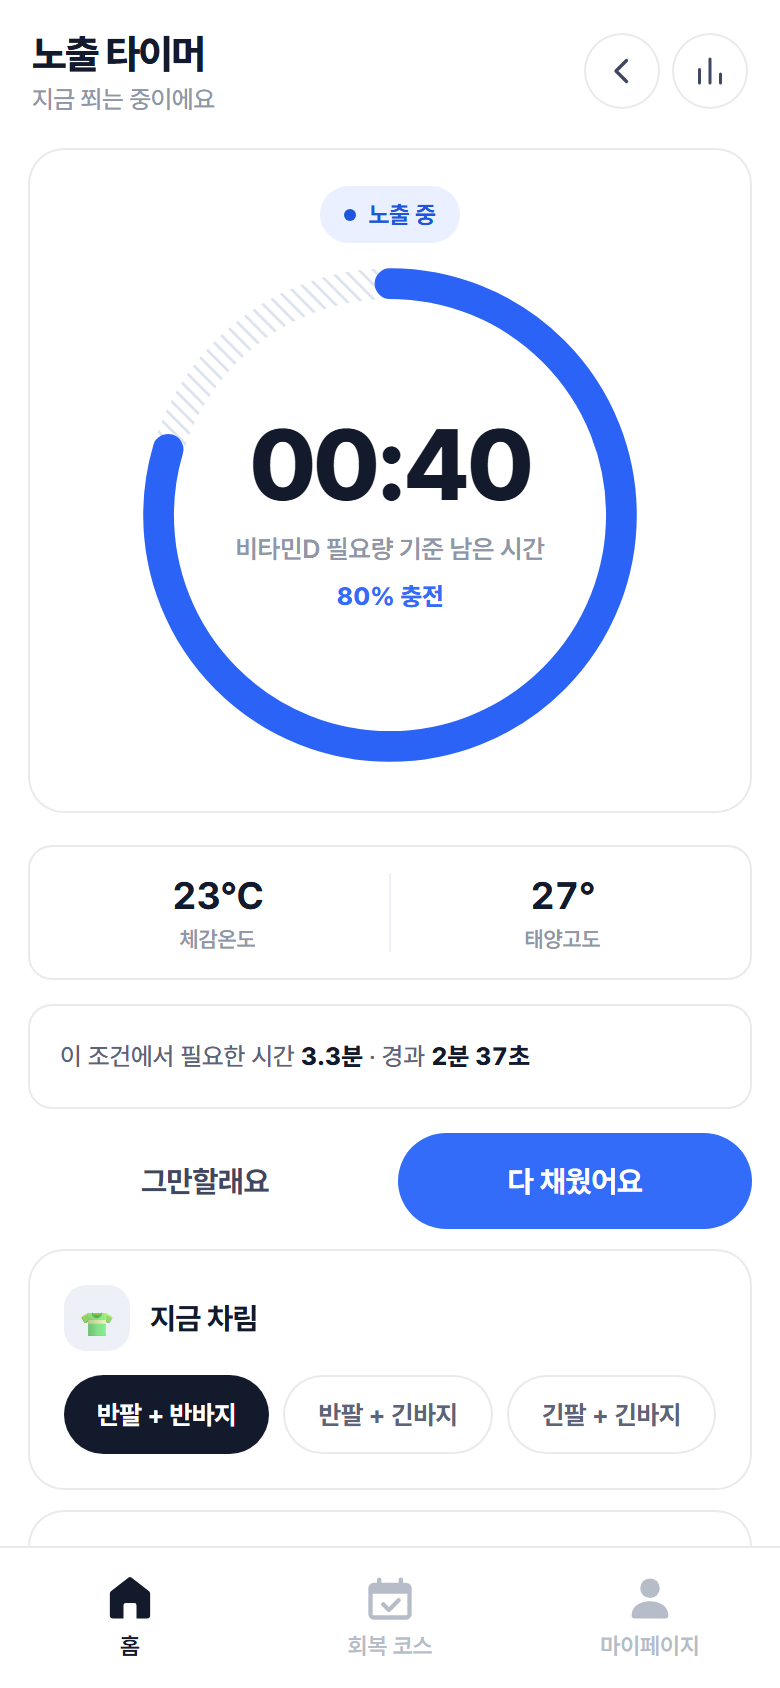 노출 타이머
지금 쬐는 중이에요
노출 중
00:40
비타민D 필요량 기준 남은 시간
80% 충전
23°C
체감온도
27°
태양고도
이 조건에서 필요한 시간 3.3분 · 경과 2분 37초
그만할래요
다 채웠어요
지금 차림
반팔 + 반바지
반팔 + 긴바지
긴팔 + 긴바지
홈
회복 코스
마이페이지